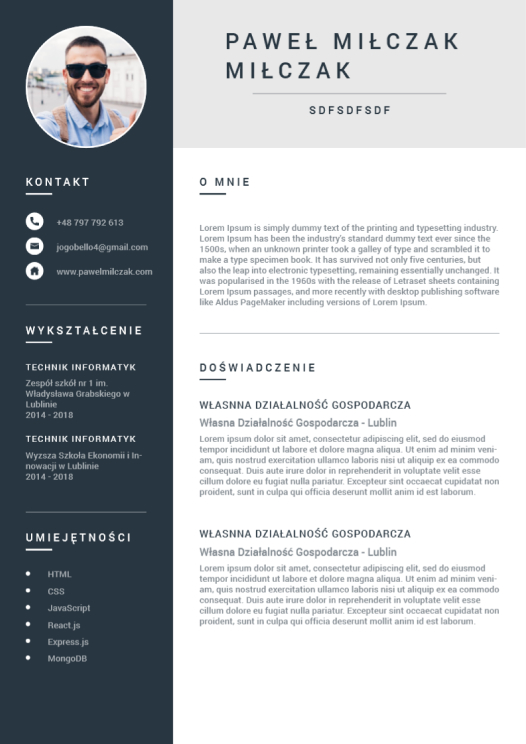 PAWEŁ MIŁCZAK
MIŁCZAK
SDFSDFSDF
KONTAKT
+48 797 792 613
jogobello4@gmail.com
www.pawelmilczak.com
WYKSZTAŁCENIE
TECHNIK INFORMATYK
Zespół szkół nr 1 im.
Władysława Grabskiego w
Lublinie
2014 - 2018
TECHNIK INFORMATYK
Wyzsza Szkoła Ekonomii i In-
nowacji w Lublinie
2014 - 2018
UMIEJĘTNOŚCI
HTML
CSS
JavaScript
React.js
Express.js
MongoDB
O MNIE
Lorem Ipsum is simply dummy text of the printing and typesetting industry.
Lorem Ipsum has been the industry's standard dummy text ever since the
1500s, when an unknown printer took a galley of type and scrambled it to
make a type specimen book. It has survived not only five centuries, but
also the leap into electronic typesetting, remaining essentially unchanged. It
was popularised in the 1960s with the release of Letraset sheets containing
Lorem Ipsum passages, and more recently with desktop publishing software
like Aldus PageMaker including versions of Lorem Ipsum.
DOŚWIADCZENIE
WŁASNNA DZIAŁALNOŚĆ GOSPODARCZA
Własna Działalność Gospodarcza - Lublin
Lorem ipsum dolor sit amet, consectetur adipiscing elit, sed do eiusmod
tempor incididunt ut labore et dolore magna aliqua. Ut enim ad minim veni-
am, quis nostrud exercitation ullamco laboris nisi ut aliquip ex ea commodo
consequat. Duis aute irure dolor in reprehenderit in voluptate velit esse
cillum dolore eu fugiat nulla pariatur. Excepteur sint occaecat cupidatat non
proident, sunt in culpa qui officia deserunt mollit anim id est laborum.
WŁASNNA DZIAŁALNOŚĆ GOSPODARCZA
Własna Działalność Gospodarcza - Lublin
Lorem ipsum dolor sit amet, consectetur adipiscing elit, sed do eiusmod
tempor incididunt ut labore et dolore magna aliqua. Ut enim ad minim veni-
am, quis nostrud exercitation ullamco laboris nisi ut aliquip ex ea commodo
consequat. Duis aute irure dolor in reprehenderit in voluptate velit esse
cillum dolore eu fugiat nulla pariatur. Excepteur sint occaecat cupidatat non
proident, sunt in culpa qui officia deserunt mollit anim id est laborum.